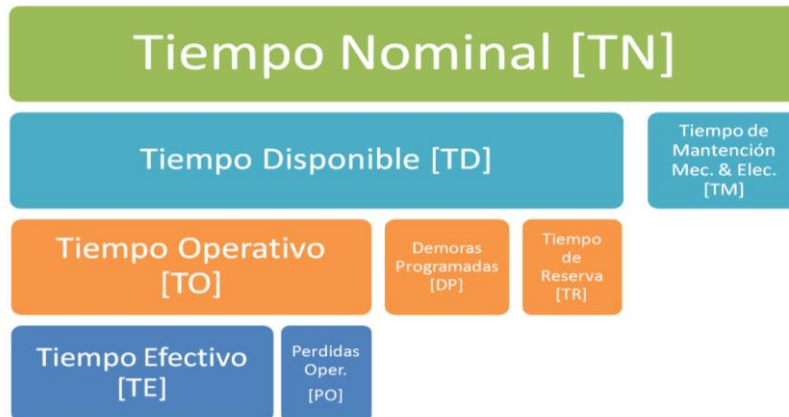 Tiempo Nominal [TN]
Tiempo Disponible [TD]
Tiempo de
Mantención
Mec. & Elec.
[TM]
Tiempo Operativo
[TO]
Demoras
Programadas
[DP]
Tiempo
de
Reserva
[TR]
Tiempo Efectivo
[TE]
Perdidas
Oper.
[PO]